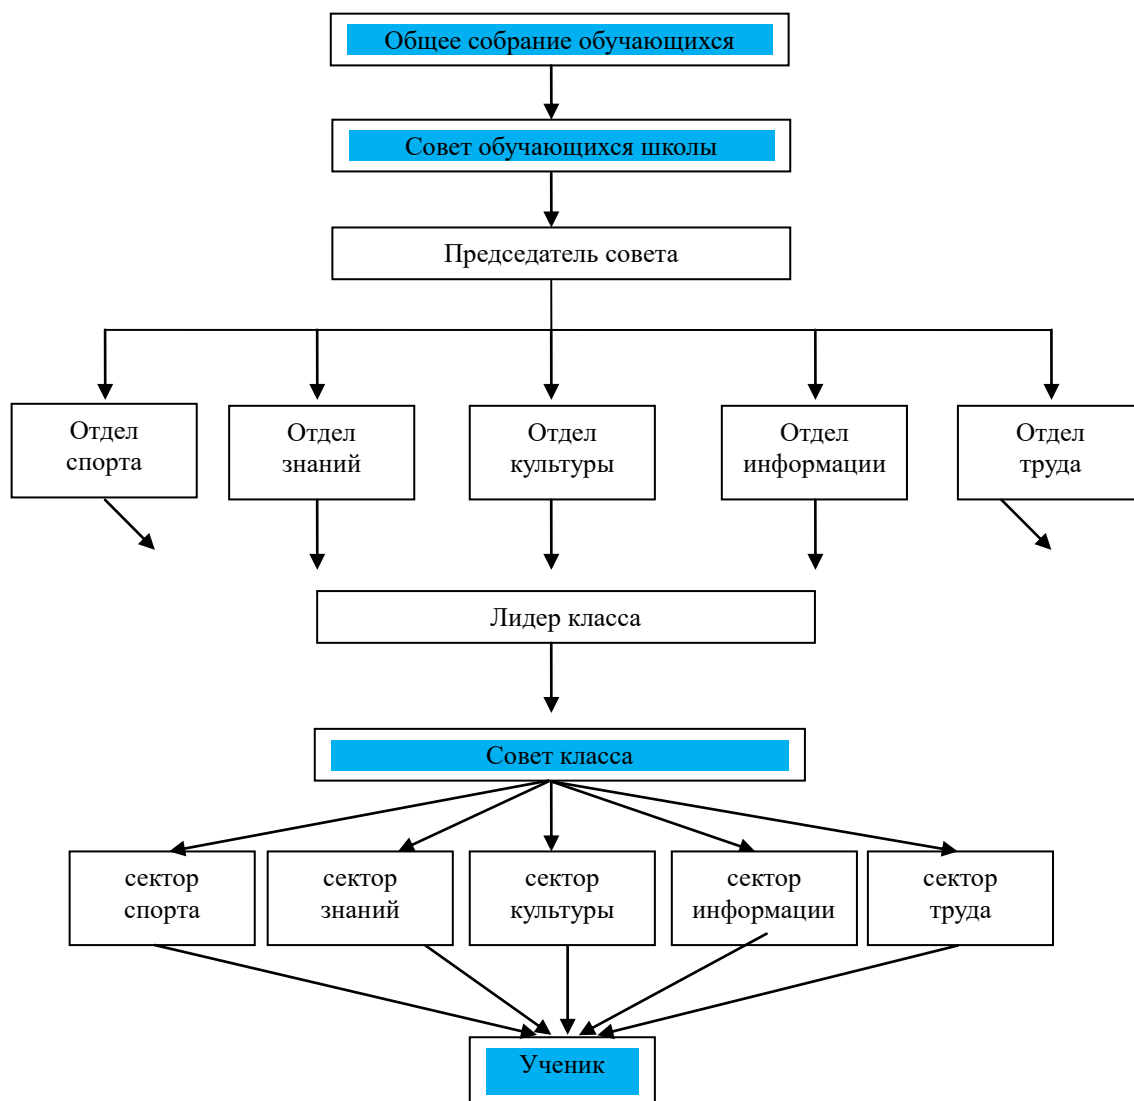 Общее собрание обучающихся
Совет обучающихся школы
Председатель совета
Отдел
спорта
Отдел
знаний
Отдел
культуры
Отдел
информации
Отдел
труда
Лидер класса
Совет класса
сектор
спорта
сектор
знаний
сектор
культуры
сектор
информации
сектор
труда
Ученик